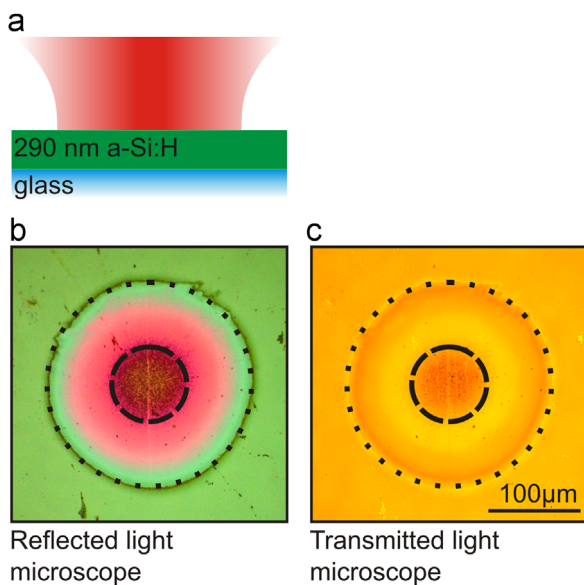 a
290 nm a-Si:H
glass
b
c
100µm
Reflected light
microscope
Transmitted light
microscope